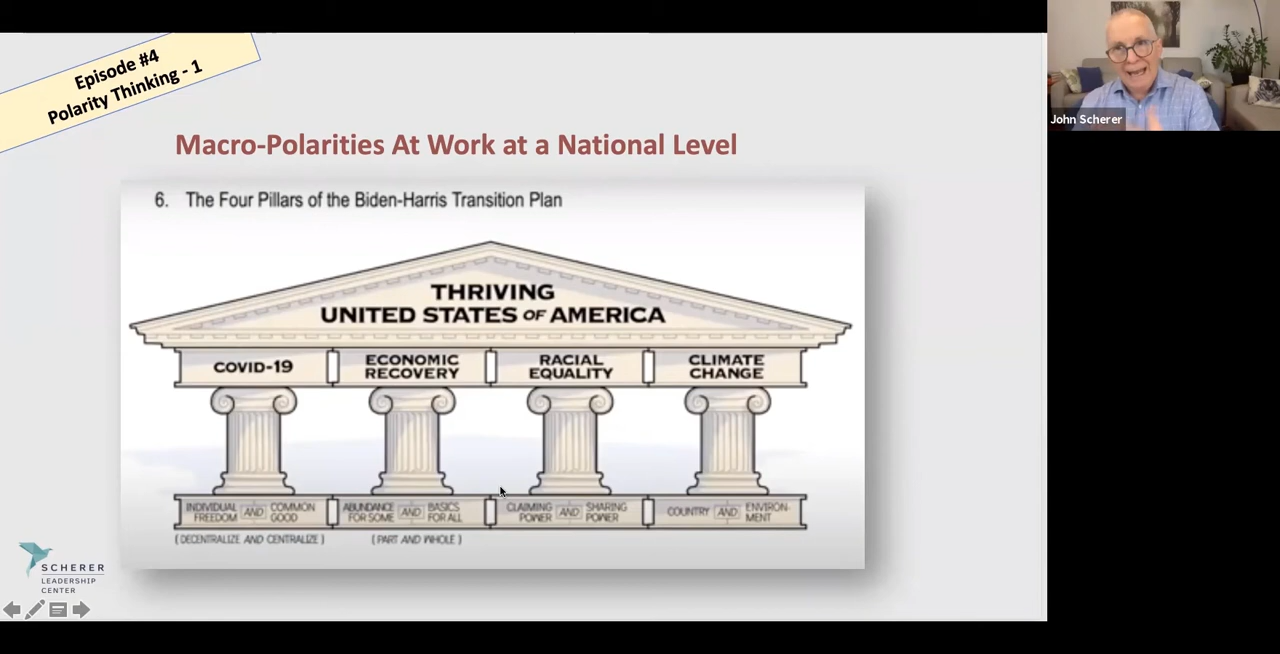 Episode #4
Polarity Thinking - 1
John Scherer
Macro-Polarities At Work at a National Level
6. The Four Pillars of the Biden-Harris Transition Plan
THRIVING
UNITED STATES OF AMERICA
COVID-19
ECONOMIC
RECOVERY
RACIAL
EQUALITY
CLIMATE
CHANGE
INDIVIDUAL
FREEDOM
AND
COMMON
GOOD
ABUNDANCE
FOR SOME
AND
BASICS
FOR ALL
CLAIMING
POWER
AND
SHARING
POWER
COUNTRY
AND
ENVIRON-
MENT
(DECENTRALIZE AND CENTRALIZE)
(PART AND WHOLE)
SCHERER
LEADERSHIP
CENTER